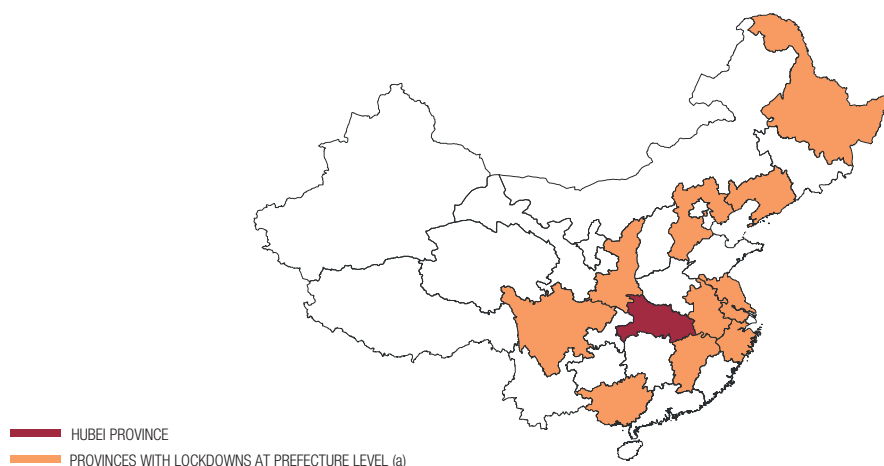 HUBEI PROVINCE
PROVINCES WITH LOCKDOWNS AT PREFECTURE LEVEL (a)